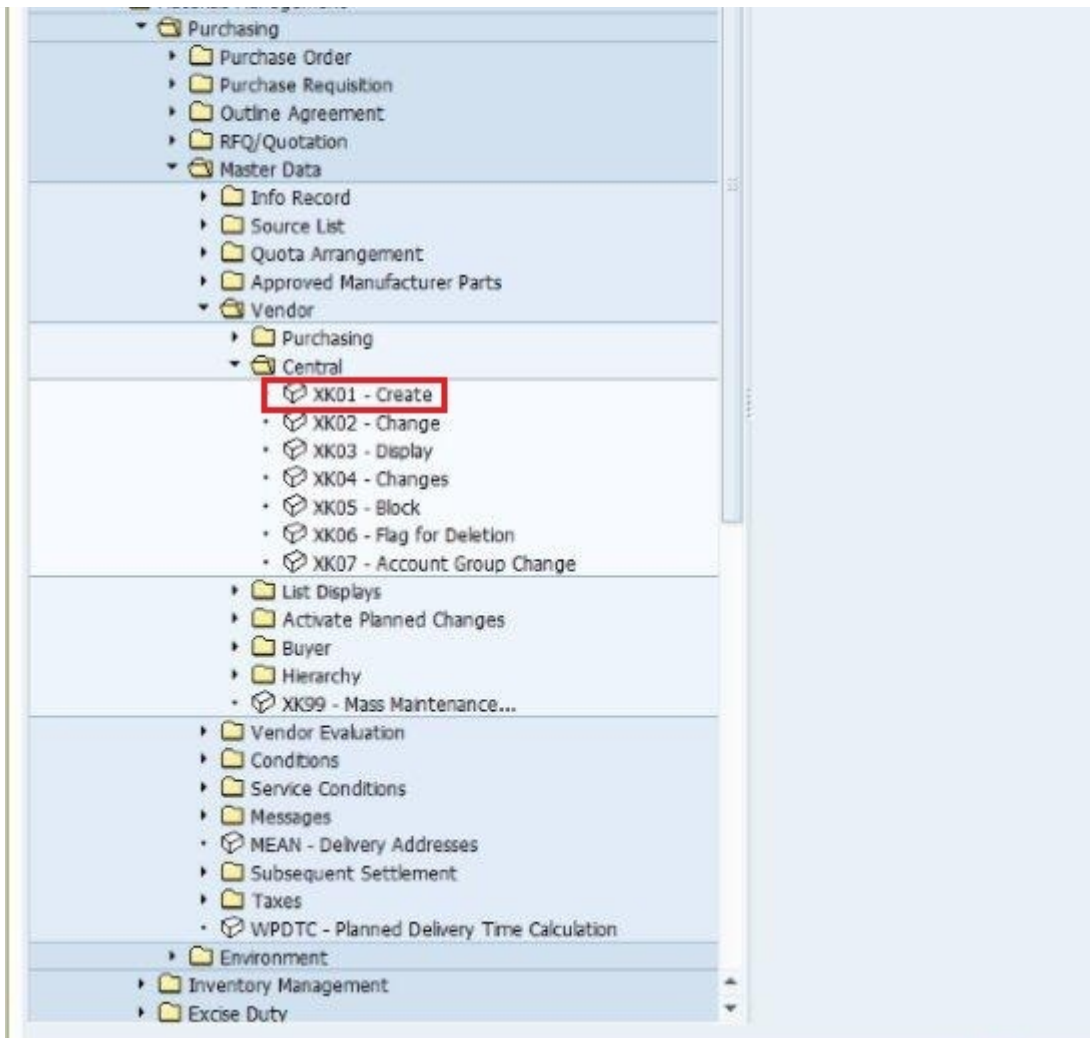 Purchasing
Purchase Order
Purchase Requisition
Outline Agreement
RFQ/Quotation
Master Data
Info Record
Source List
Quota Arrangement
Approved Manufacturer Parts
Vendor
Purchasing
Central
XK01 - Create
XK02 - Change
XK03 - Display
XK04 - Changes
XK05 - Block
XK06 - Flag for Deletion
XK07 - Account Group Change
List Displays
Activate Planned Changes
Buyer
Hierarchy
XK99 - Mass Maintenance...
Vendor Evaluation
Conditions
Service Conditions
Messages
MEAN - Delivery Addresses
Subsequent Settlement
Taxes
WPDTC - Planned Delivery Time Calculation
Environment
Inventory Management
Excise Duty